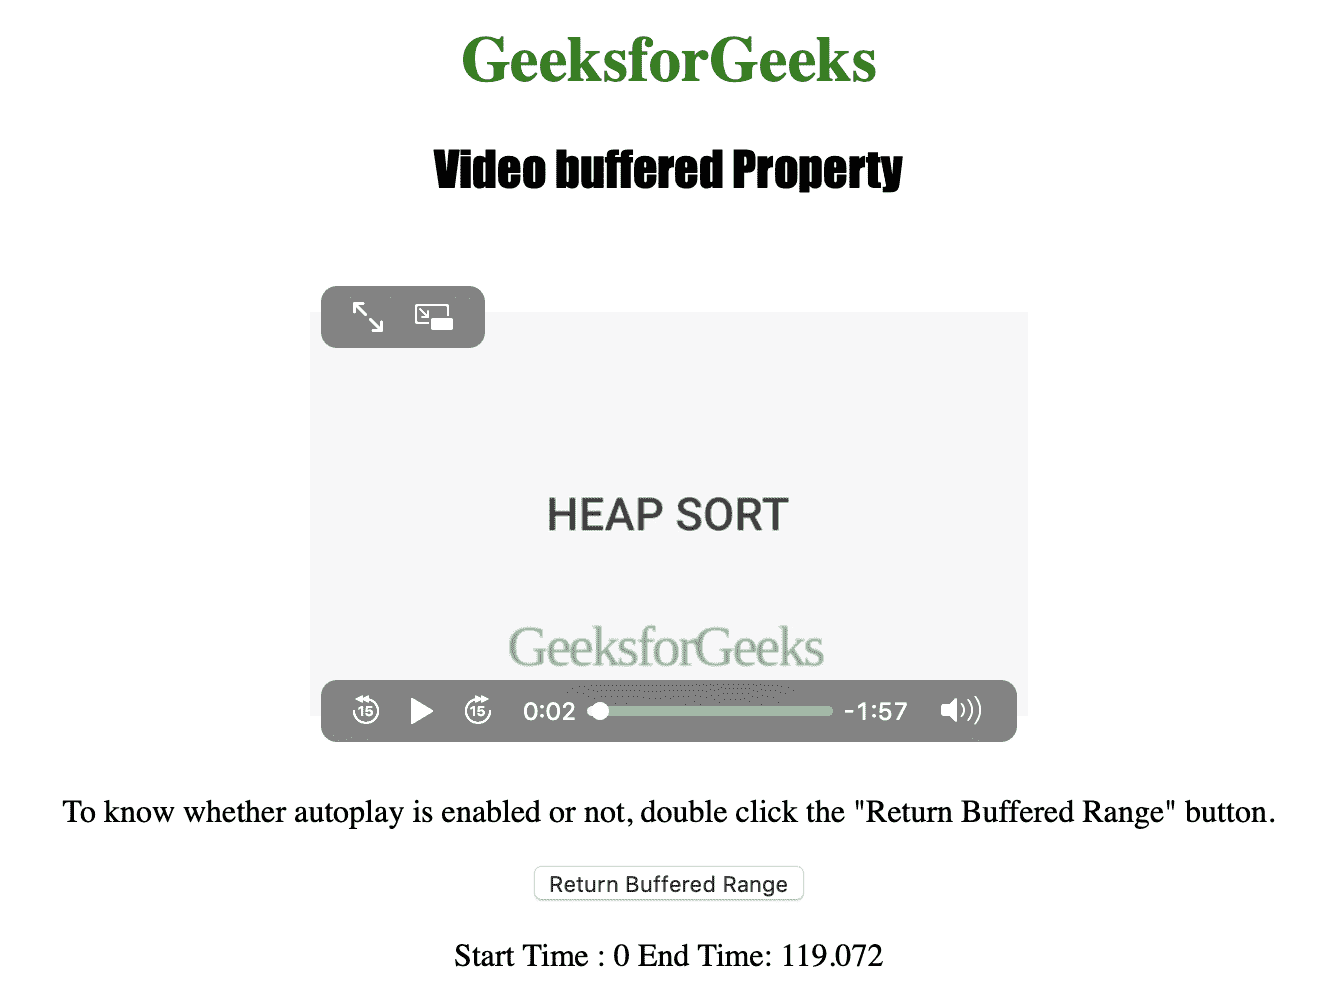 GeeksforGeeks
Video buffered Property
HEAP SORT
GeeksforGeeks
15 15 0:02 -1:57
To know whether autoplay is enabled or not, double click the "Return Buffered Range" button.
Return Buffered Range
Start Time : 0 End Time: 119.072